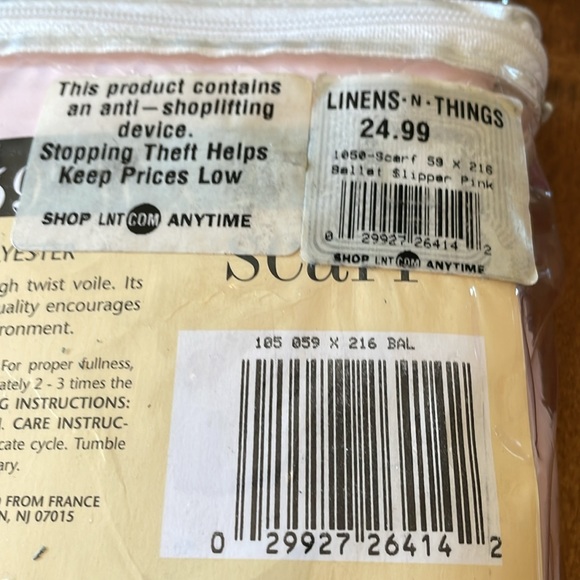 This product contains
an anti-shoplifting
device.
Stopping Theft Helps
Keep Prices Low
SHOP LNT COM ANYTIME
LINENS·N·THINGS
24.99
1050-Scarf 59 X 216
Ballet Slipper Pink
0 29927 26414 2
SHOP LNT COM ANYTIME
YESTER
Scarf
gh twist voile. Its
uality encourages
ronment.
For proper fullness,
ately 2 - 3 times the
G INSTRUCTIONS:
. CARE INSTRUC-
cate cycle. Tumble
ary.
FROM FRANCE
N, NJ 07015
105 059 X 216 BAL
0 29927 26414 2